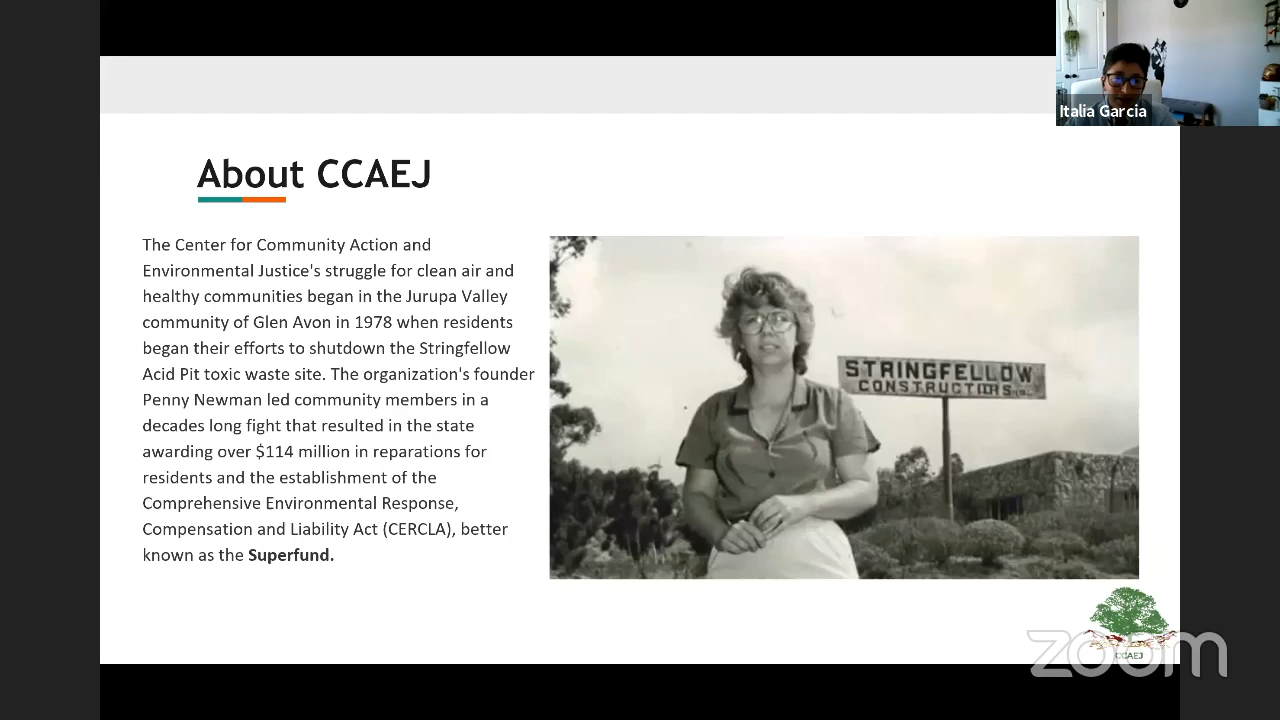 Italia Garcia
About CCAEJ
The Center for Community Action and
Environmental Justice's struggle for clean air and
healthy communities began in the Jurupa Valley
community of Glen Avon in 1978 when residents
began their efforts to shutdown the Stringfellow
Acid Pit toxic waste site. The organization's founder
Penny Newman led community members in a
decades long fight that resulted in the state
awarding over $114 million in reparations for
residents and the establishment of the
Comprehensive Environmental Response,
Compensation and Liability Act (CERCLA), better
known as the Superfund.
STRINGFELLOW
CCAEJ
zoom